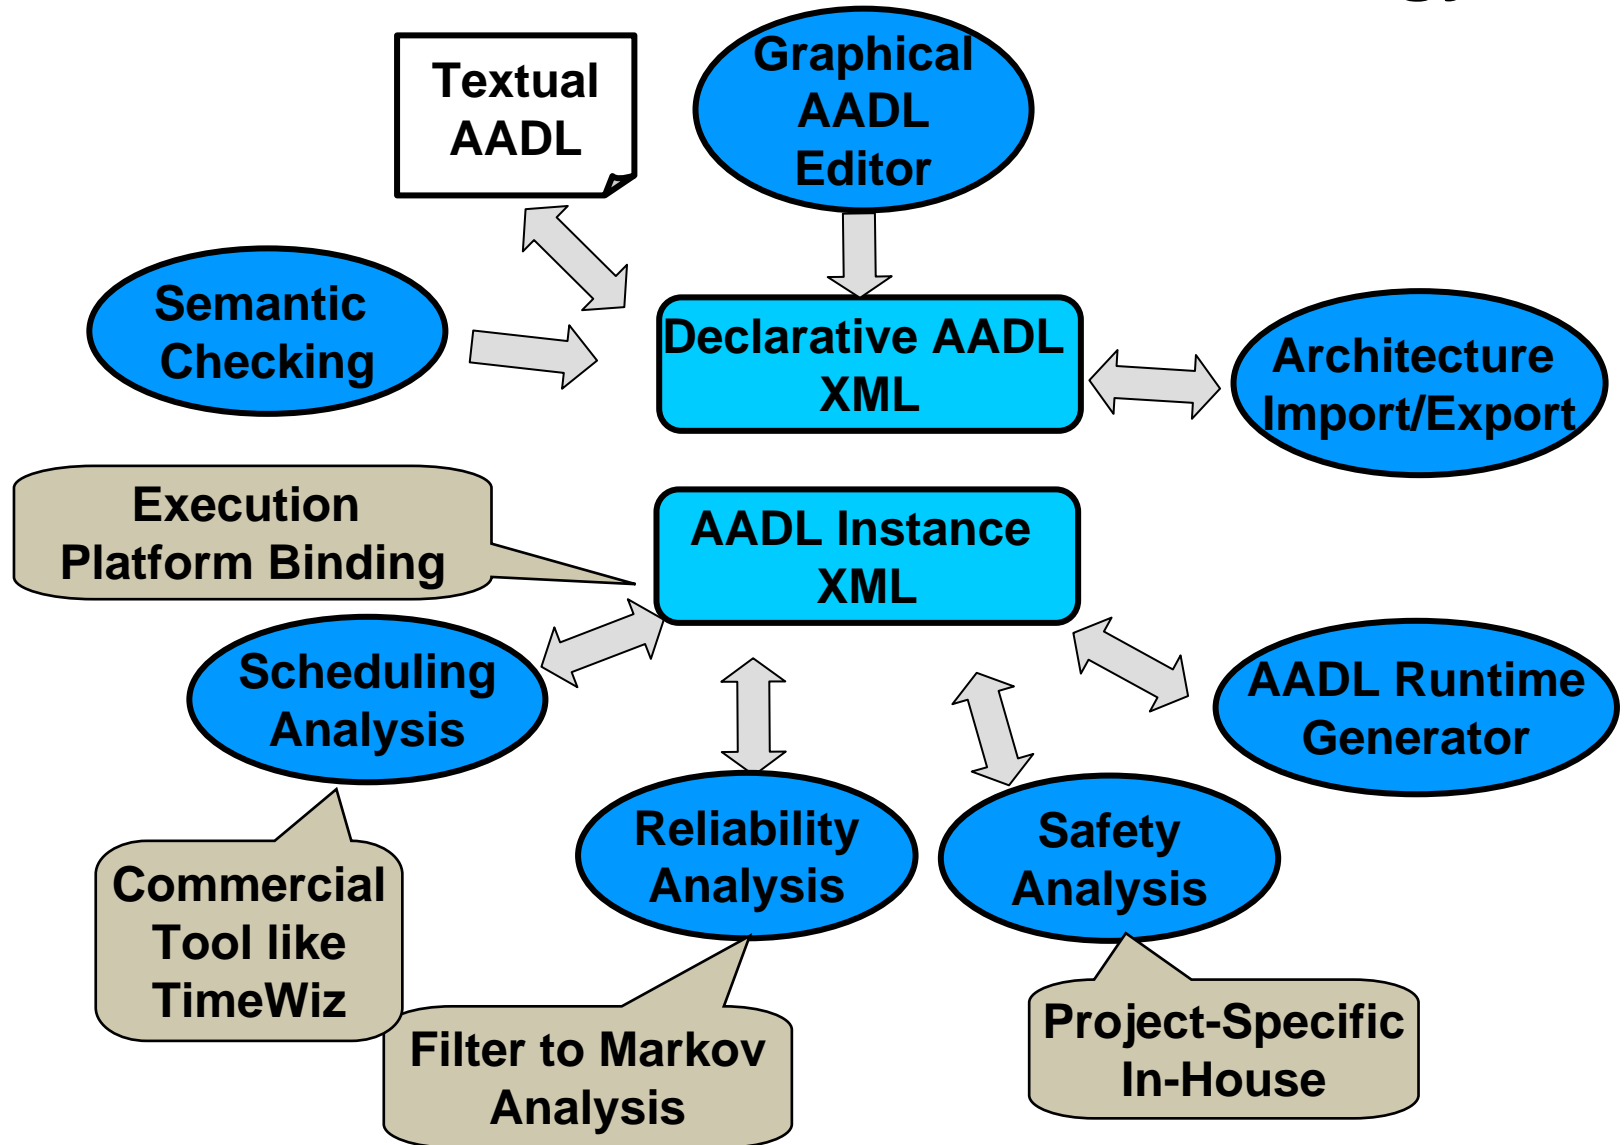 Textual
AADL
Graphical
AADL
Editor
Semantic
Checking
Declarative AADL
XML
Architecture
Import/Export
Execution
Platform Binding
AADL Instance
XML
Scheduling
Analysis
AADL Runtime
Generator
Reliability
Analysis
Safety
Analysis
Commercial
Tool like
TimeWiz
Filter to Markov
Analysis
Project-Specific
In-House